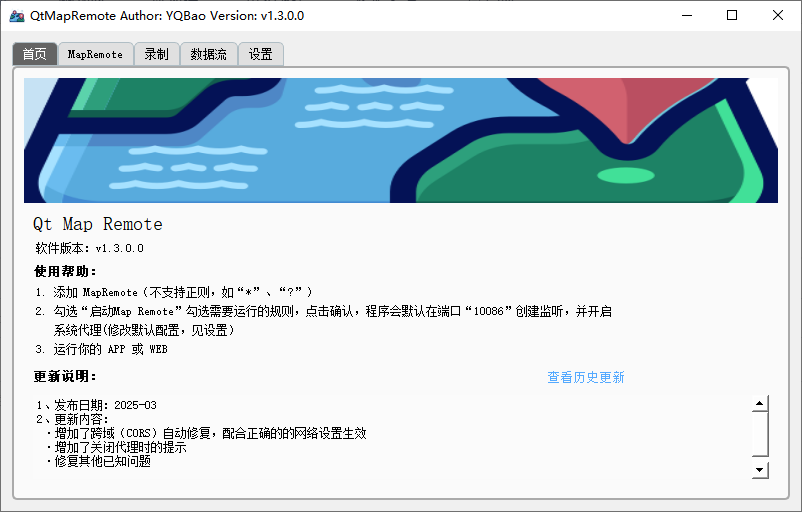 QtMapRemote Author: YQBao Version: v1.3.0.0
首页 MapRemote 录制 数据流 设置
Qt Map Remote
软件版本：v1.3.0.0
使用帮助：
1. 添加 MapRemote（不支持正则，如“*”、“?”）
2. 勾选“启动Map Remote”勾选需要运行的规则，点击确认，程序会默认在端口“10086”创建监听，并开启
系统代理(修改默认配置，见设置）
3. 运行你的 APP 或 WEB
更新说明： 查看历史更新
1、发布日期：2025-03
2、更新内容：
·增加了跨域（CORS）自动修复，配合正确的的网络设置生效
·增加了关闭代理时的提示
·修复其他已知问题